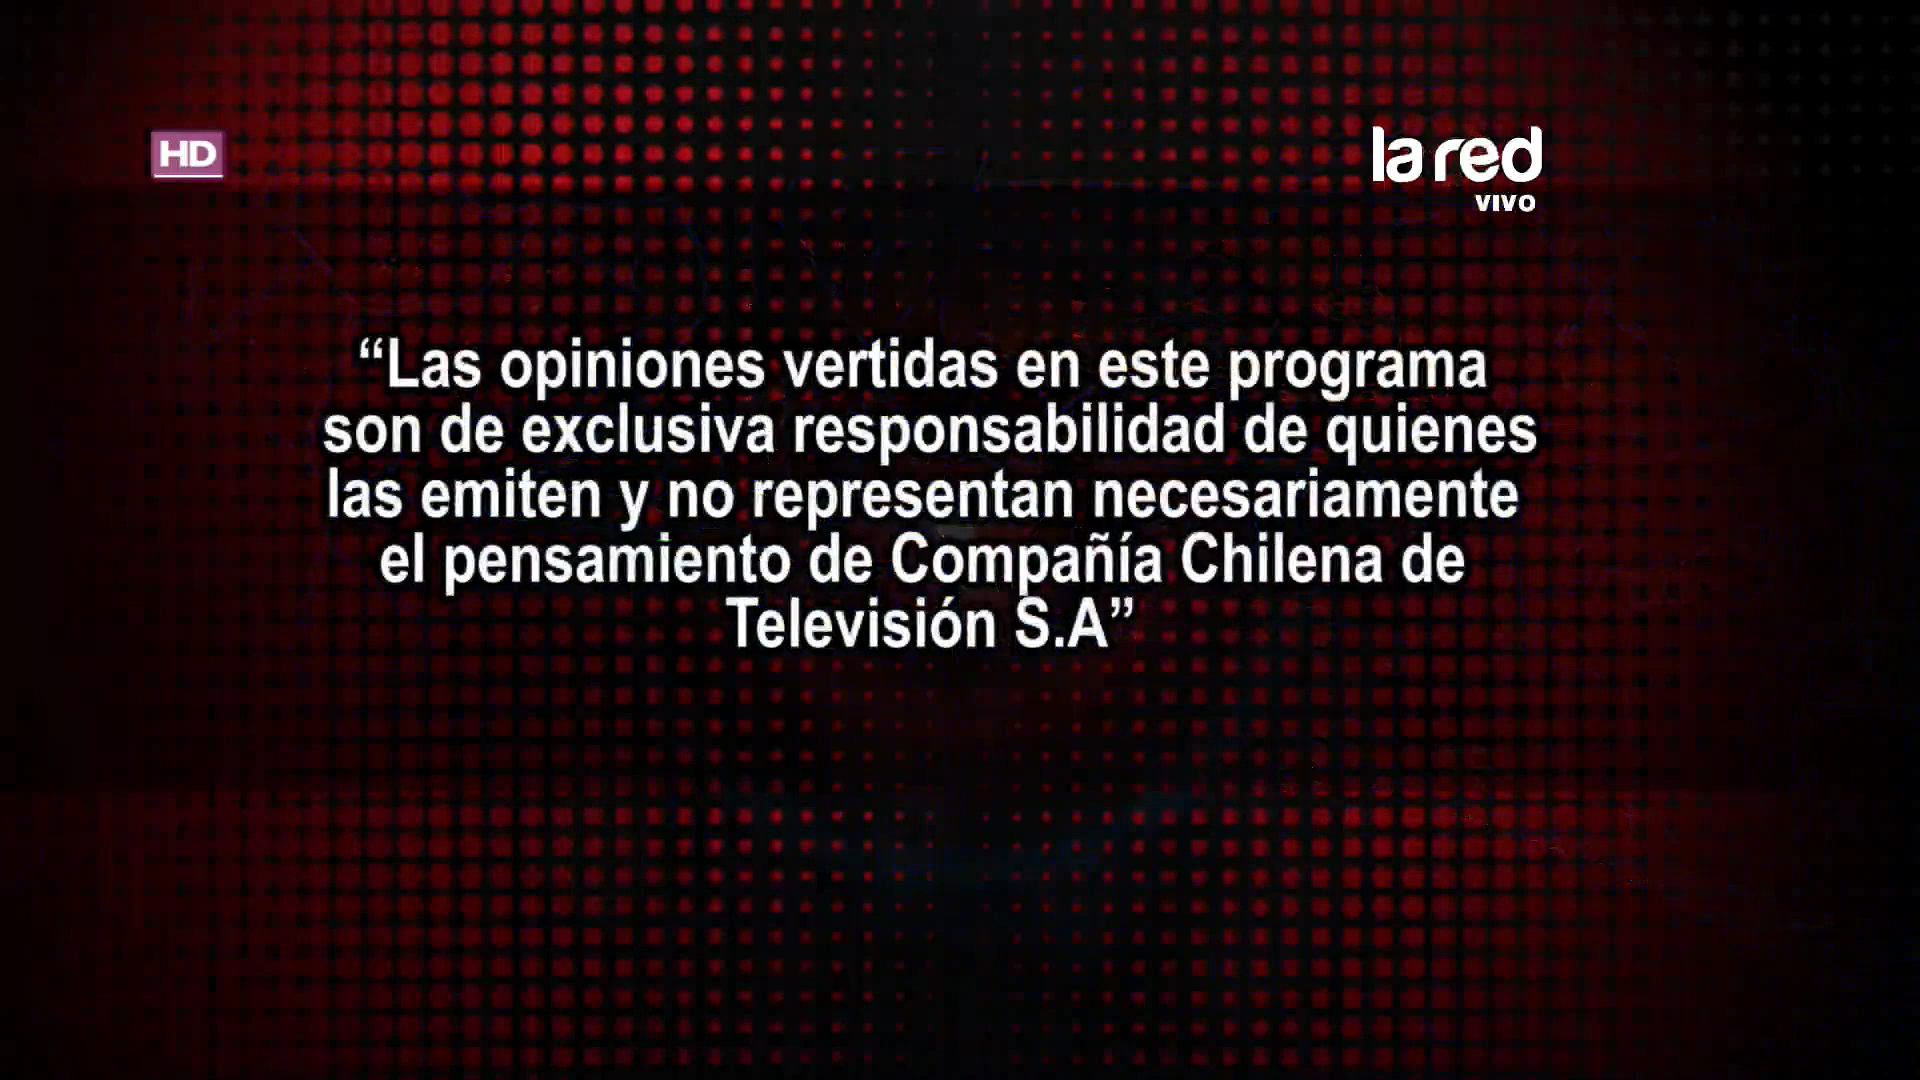 HD
la red
VIVO
“Las opiniones vertidas en este programa
son de exclusiva responsabilidad de quienes
las emiten y no representan necesariamente
el pensamiento de Compañía Chilena de
Televisión S.A”